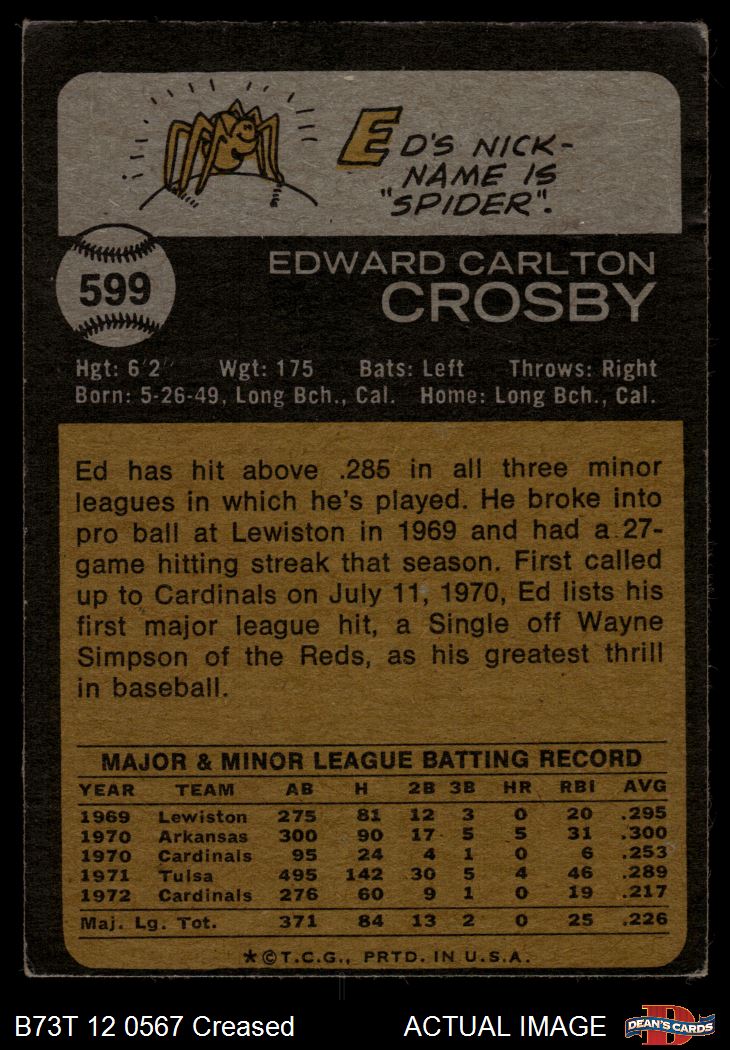 ED'S NICK-
NAME IS
"SPIDER".
599
EDWARD CARLTON
CROSBY
Hgt: 6'2" Wgt: 175 Bats: Left Throws: Right
Born: 5-26-49, Long Bch., Cal. Home: Long Bch., Cal.
Ed has hit above .285 in all three minor
leagues in which he's played. He broke into
pro ball at Lewiston in 1969 and had a 27-
game hitting streak that season. First called
up to Cardinals on July 11, 1970, Ed lists his
first major league hit, a Single off Wayne
Simpson of the Reds, as his greatest thrill
in baseball.
MAJOR & MINOR LEAGUE BATTING RECORD
YEAR TEAM AB H 2B 3B HR RBI AVG
1969 Lewiston 275 81 12 3 0 20 .295
1970 Arkansas 300 90 17 5 5 31 .300
1970 Cardinals 95 24 4 1 0 6 .253
1971 Tulsa 495 142 30 5 4 46 .289
1972 Cardinals 276 60 9 1 0 19 .217
Maj. Lg. Tot. 371 84 13 2 0 25 .226
★©T.C.G., PRTD. IN U.S.A.
B73T 12 0567 Creased ACTUAL IMAGE
D
DEAN'S CARDS